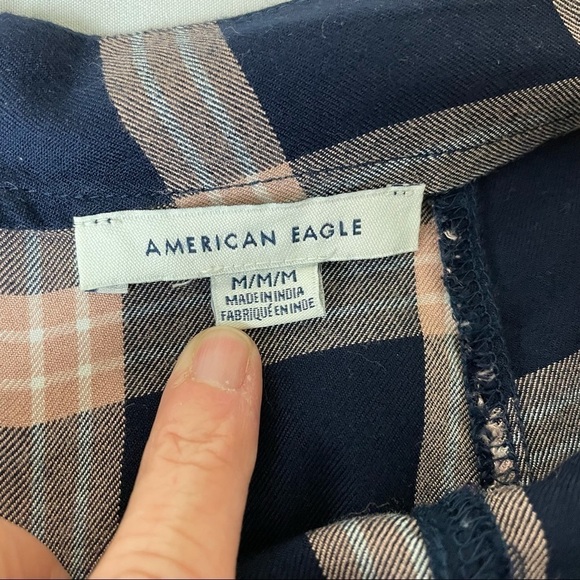 AMERICAN EAGLE
M/M/M
MADE IN INDIA
FABRIQUÉ EN INDE